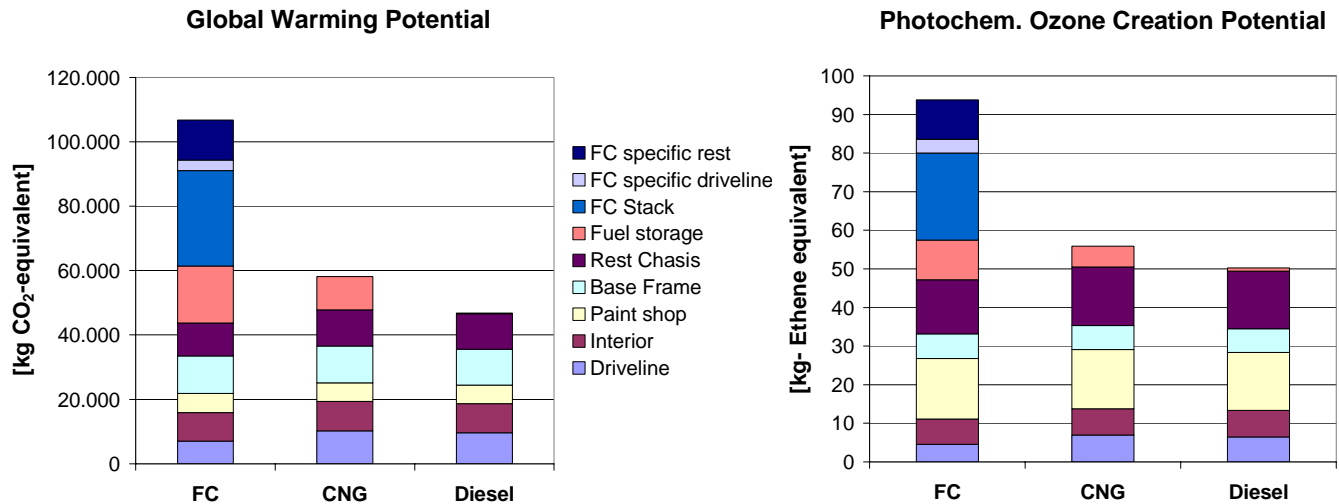 Global Warming Potential
[kg CO₂-equivalent]
120.000
100.000
80.000
60.000
40.000
20.000
0
FC
CNG
Diesel
FC specific rest
FC specific driveline
FC Stack
Fuel storage
Rest Chasis
Base Frame
Paint shop
Interior
Driveline
Photochem. Ozone Creation Potential
[kg- Ethene equivalent]
100
90
80
70
60
50
40
30
20
10
0
FC
CNG
Diesel